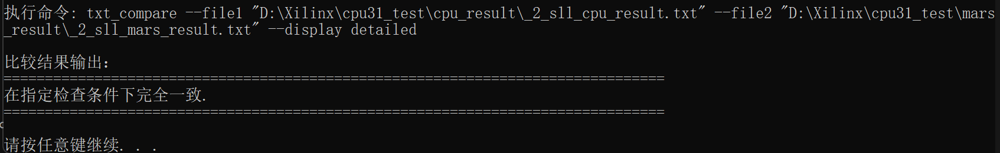 执行命令: txt_compare --file1 "D:\Xilinx\cpu31_test\cpu_result\_2_sll_cpu_result.txt" --file2 "D:\Xilinx\cpu31_test\mars
_result\_2_sll_mars_result.txt" --display detailed
比较结果输出:
================================================================================
在指定检查条件下完全一致.
================================================================================
请按任意键继续. . .